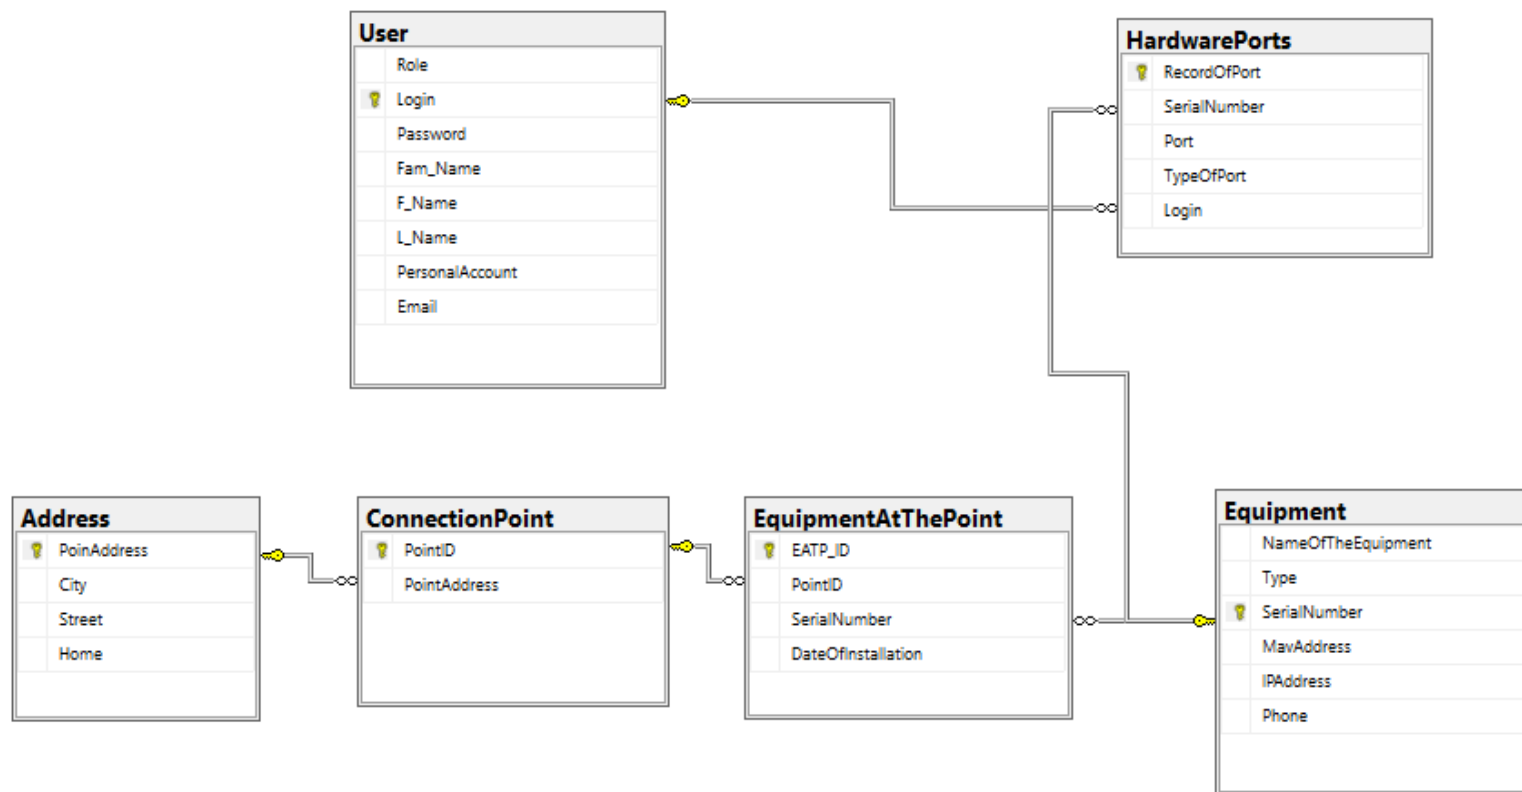 User
Role
Login
Password
Fam_Name
F_Name
L_Name
PersonalAccount
Email
HardwarePorts
RecordOfPort
SerialNumber
Port
TypeOfPort
Login
Address
PoinAddress
City
Street
Home
ConnectionPoint
PointID
PointAddress
EquipmentAtThePoint
EATP_ID
PointID
SerialNumber
DateOfInstallation
Equipment
NameOfTheEquipment
Type
SerialNumber
MavAddress
IPAddress
Phone